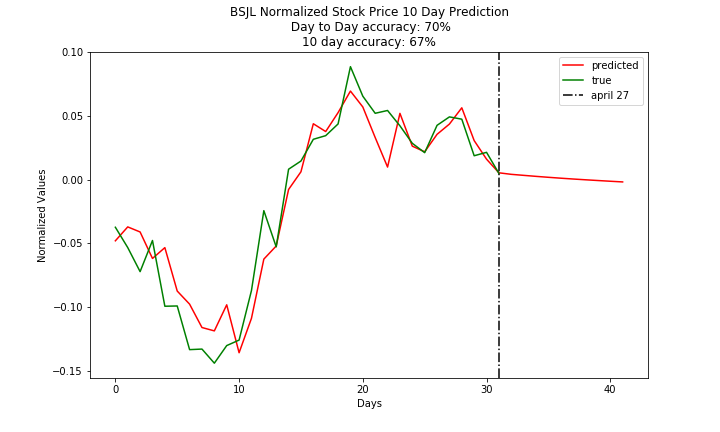 BSJL Normalized Stock Price 10 Day Prediction
Day to Day accuracy: 70%
10 day accuracy: 67%
0.10
0.05
0.00
−0.05
−0.10
−0.15
Normalized Values
predicted
true
april 27
0
10
20
30
40
Days